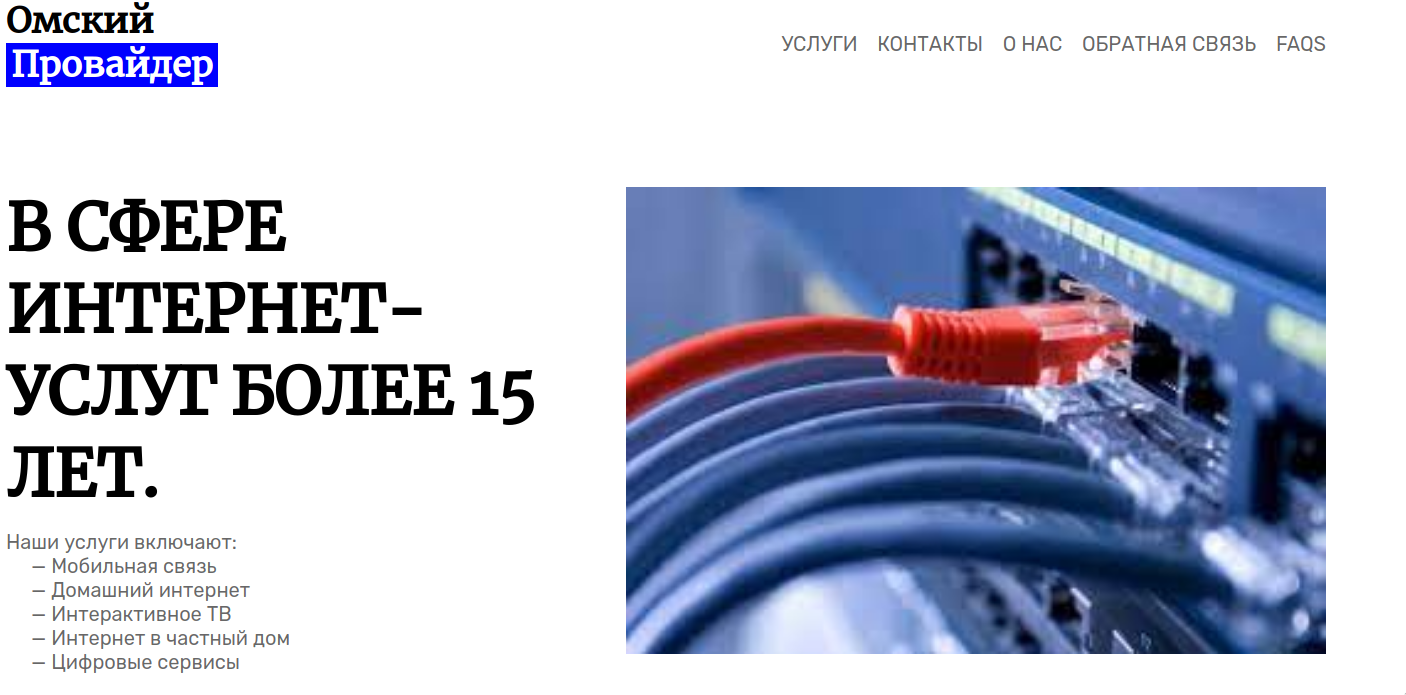 Омский
Провайдер
УСЛУГИ КОНТАКТЫ О НАС ОБРАТНАЯ СВЯЗЬ FAQS
В СФЕРЕ
ИНТЕРНЕТ-
УСЛУГ БОЛЕЕ 15
ЛЕТ.
Наши услуги включают:
— Мобильная связь
— Домашний интернет
— Интерактивное ТВ
— Интернет в частный дом
— Цифровые сервисы